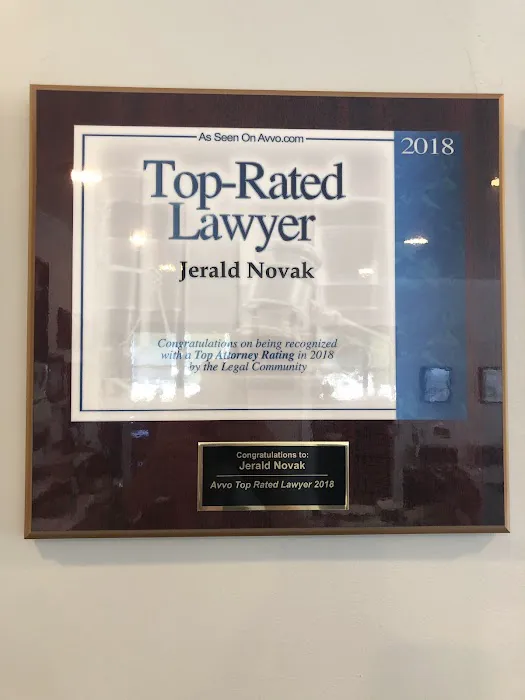 As Seen On Avvo.com
2018
Top-Rated
Lawyer
Jerald Novak
Congratulations on being recognized
with a Top Attorney Rating in 2018
by the Legal Community
Congratulations to:
Jerald Novak
Avvo Top Rated Lawyer 2018